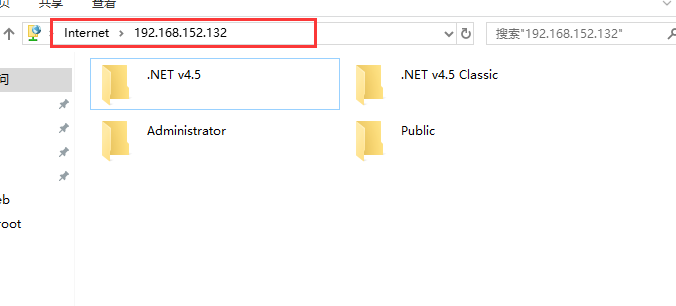 共享 查看
Internet > 192.168.152.132
搜索"192.168.152.132"
.NET v4.5
.NET v4.5 Classic
问
Administrator
Public
eb
root